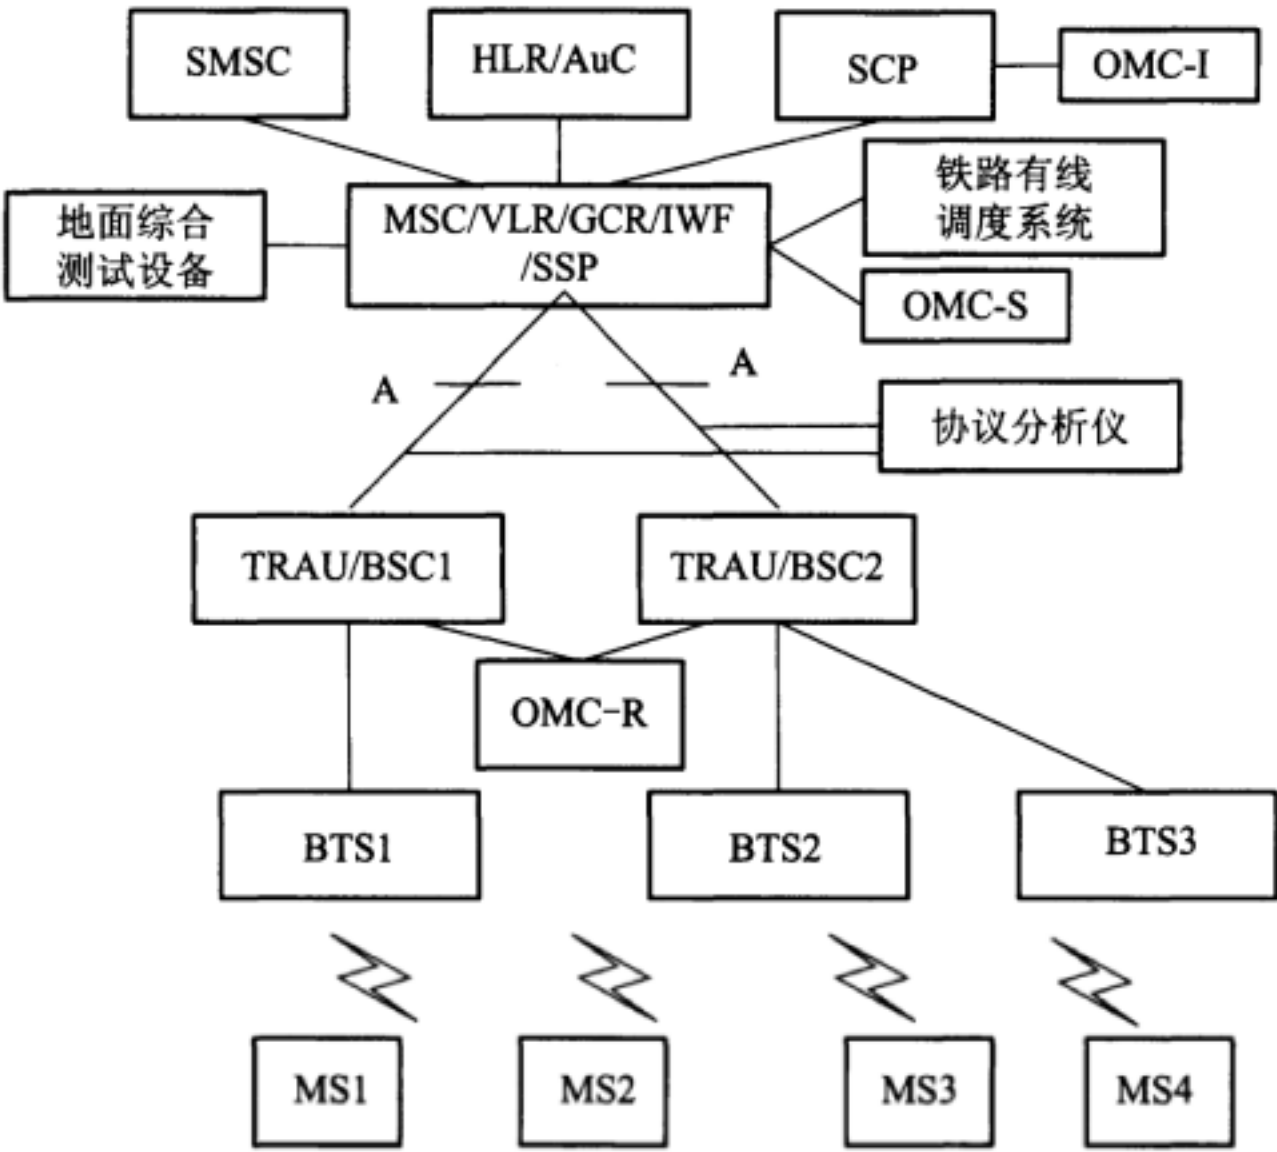 SMSC
HLR/AuC
SCP
OMC-I
铁路有线
调度系统
地面综合
测试设备
MSC/VLR/GCR/IWF
/SSP
OMC-S
A
A
协议分析仪
TRAU/BSC1
TRAU/BSC2
OMC-R
BTS1
BTS2
BTS3
MS1
MS2
MS3
MS4